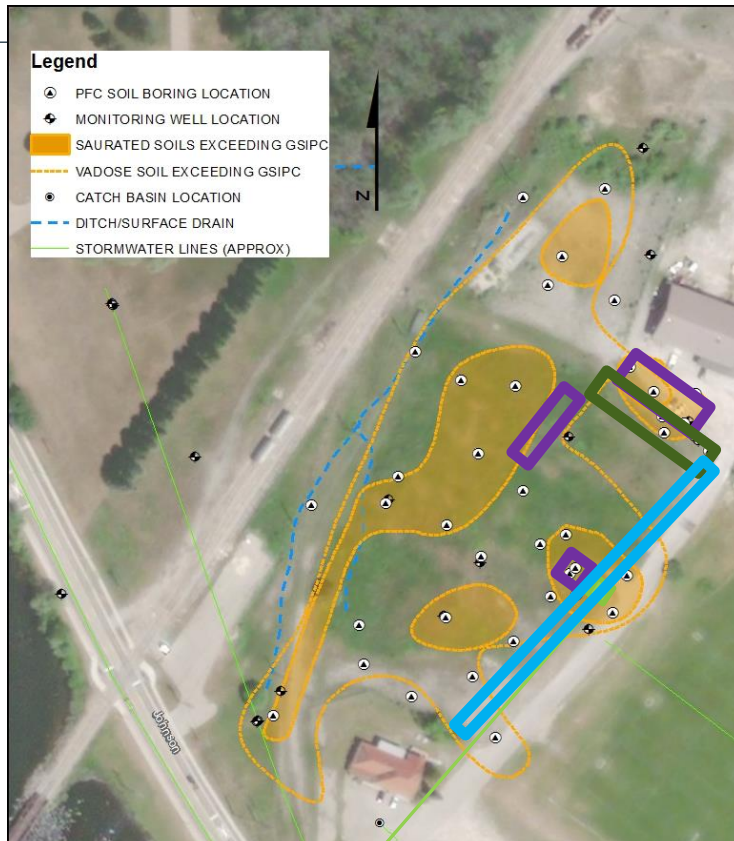 Legend
PFC SOIL BORING LOCATION
MONITORING WELL LOCATION
SAURATED SOILS EXCEEDING GSIPC
VADOSE SOIL EXCEEDING GSIPC
CATCH BASIN LOCATION
DITCH/SURFACE DRAIN
STORMWATER LINES (APPROX)
N
Johnson